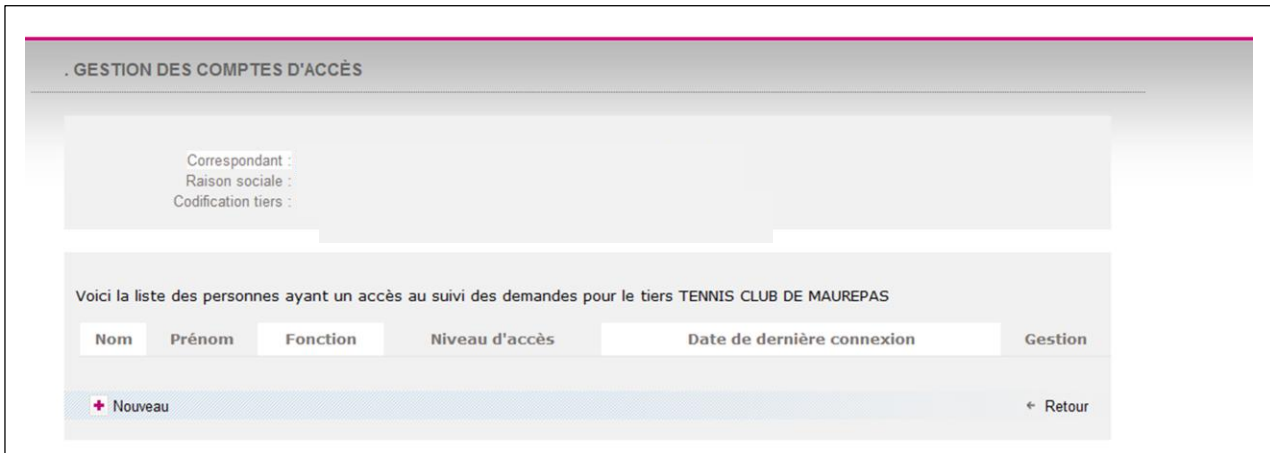 . GESTION DES COMPTES D'ACCÈS
Correspondant :
Raison sociale :
Codification tiers :
Voici la liste des personnes ayant un accès au suivi des demandes pour le tiers TENNIS CLUB DE MAUREPAS
Nom Prénom Fonction Niveau d'accès Date de dernière connexion Gestion
+ Nouveau ← Retour